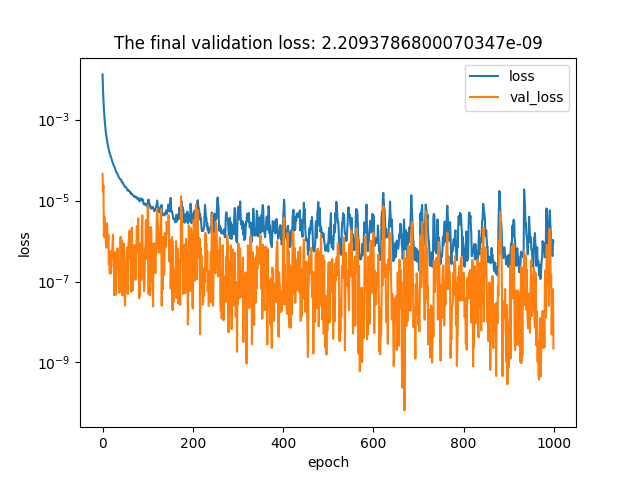 The final validation loss: 2.2093786800070347e-09
loss
val_loss
10⁻³
10⁻⁵
10⁻⁷
10⁻⁹
loss
0
200
400
600
800
1000
epoch